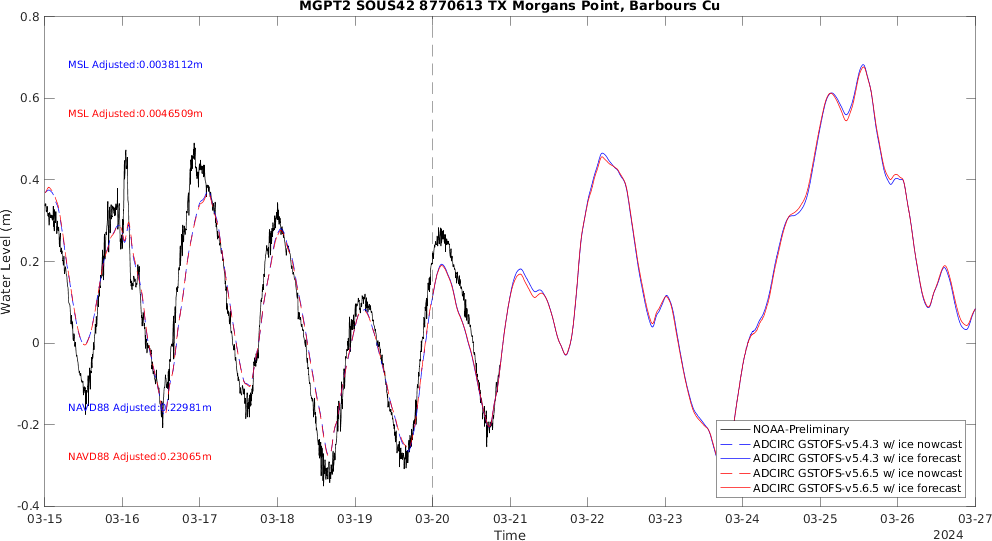 MGPT2 SOUS42 8770613 TX Morgans Point, Barbours Cu
0.8
0.6
0.4
0.2
0
-0.2
-0.4
Water Level (m)
MSL Adjusted:0.0038112m
MSL Adjusted:0.0046509m
NAVD88 Adjusted:0.22981m
NAVD88 Adjusted:0.23065m
NOAA-Preliminary
ADCIRC GSTOFS-v5.4.3 w/ ice nowcast
ADCIRC GSTOFS-v5.4.3 w/ ice forecast
ADCIRC GSTOFS-v5.6.5 w/ ice nowcast
ADCIRC GSTOFS-v5.6.5 w/ ice forecast
03-15 03-16 03-17 03-18 03-19 03-20 03-21 03-22 03-23 03-24 03-25 03-26 03-27
Time
2024